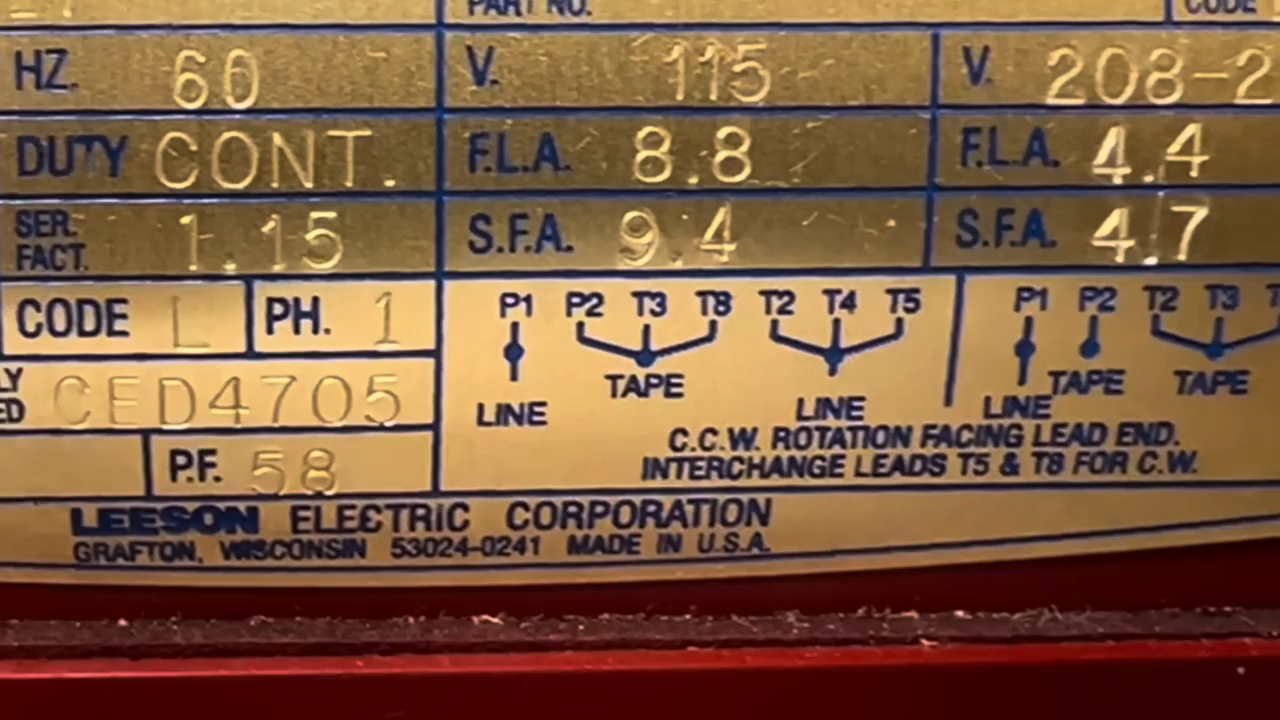 PART NO. CODE
HZ. 60 V. 115 V. 208-2
DUTY CONT. F.L.A. 8.8 F.L.A. 4.4
SER. FACT. 1.15 S.F.A. 9.4 S.F.A. 4.7
CODE L PH. 1
P1 P2 T3 T8 T2 T4 T5 P1 P2 T2 T3
LY
ED CED4705
TAPE TAPE TAPE
LINE LINE LINE
P.F. 58
C.C.W. ROTATION FACING LEAD END.
INTERCHANGE LEADS T5 & T8 FOR C.W.
LEESON ELECTRIC CORPORATION
GRAFTON, WISCONSIN 53024-0241 MADE IN U.S.A.